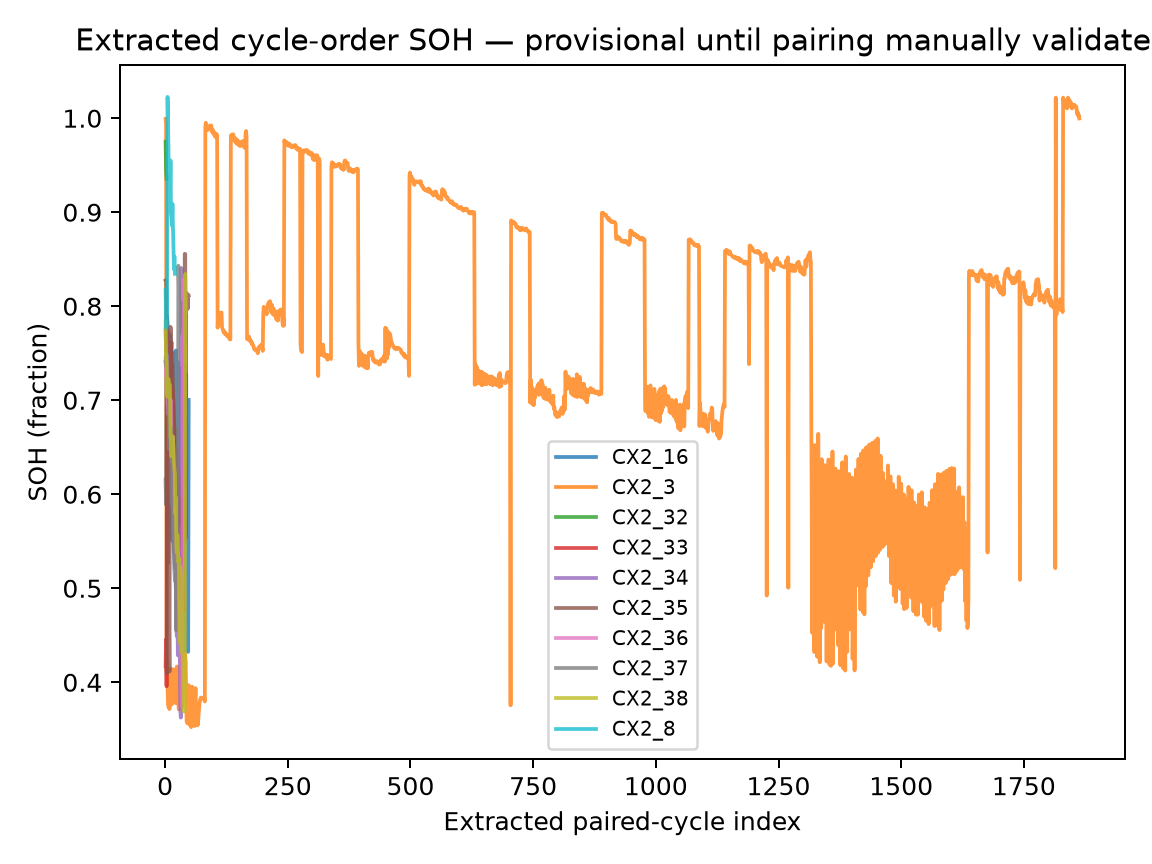 Extracted cycle-order SOH — provisional until pairing manually validate
1.0
0.9
0.8
0.7
0.6
0.5
0.4
SOH (fraction)
CX2_16
CX2_3
CX2_32
CX2_33
CX2_34
CX2_35
CX2_36
CX2_37
CX2_38
CX2_8
0 250 500 750 1000 1250 1500 1750
Extracted paired-cycle index